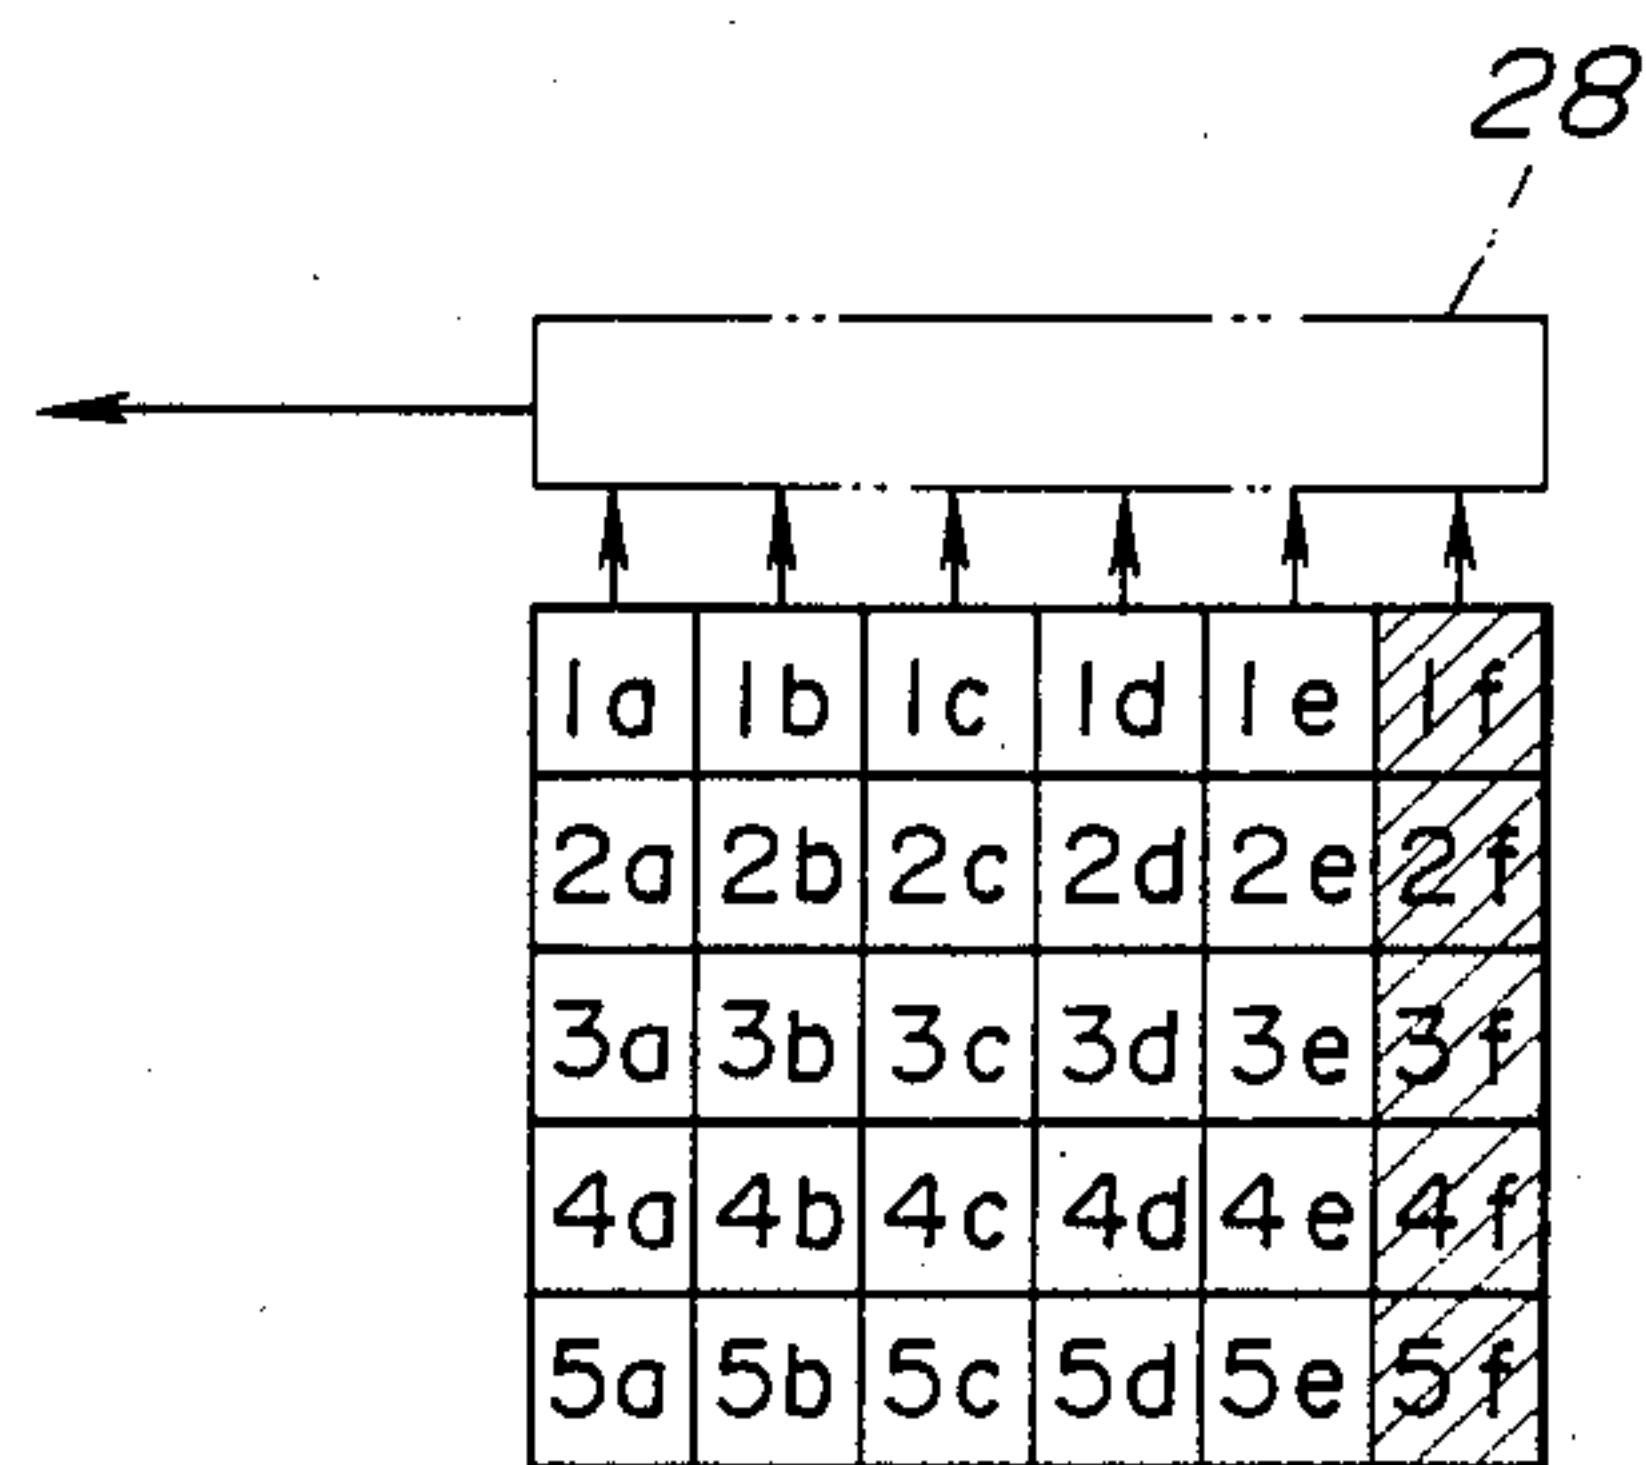 28
1a 1b 1c 1d 1e 1f
2a 2b 2c 2d 2e 2f
3a 3b 3c 3d 3e 3f
4a 4b 4c 4d 4e 4f
5a 5b 5c 5d 5e 5f